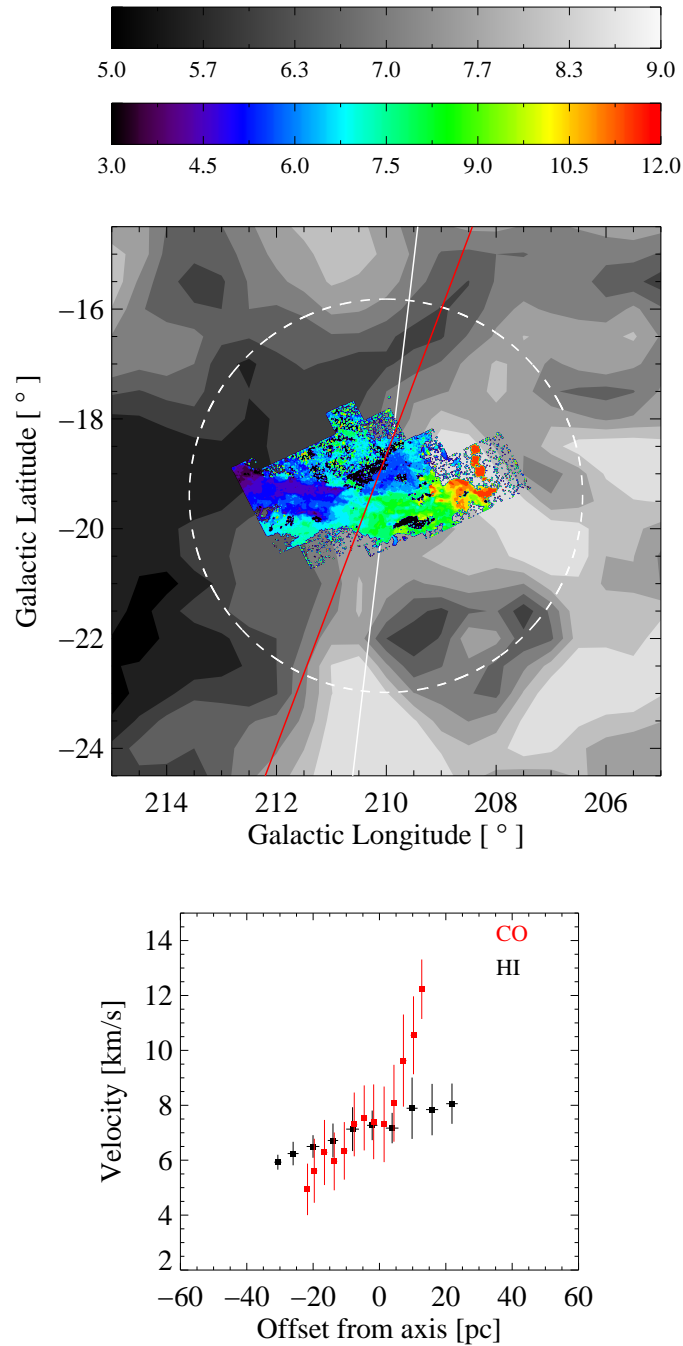 5.0 5.7 6.3 7.0 7.7 8.3 9.0
3.0 4.5 6.0 7.5 9.0 10.5 12.0
−16
−18
−20
−22
−24
Galactic Latitude [ ° ]
214 212 210 208 206
Galactic Longitude [ ° ]
14
12
10
8
6
4
2
Velocity [km/s]
CO
HI
−60 −40 −20 0 20 40 60
Offset from axis [pc]